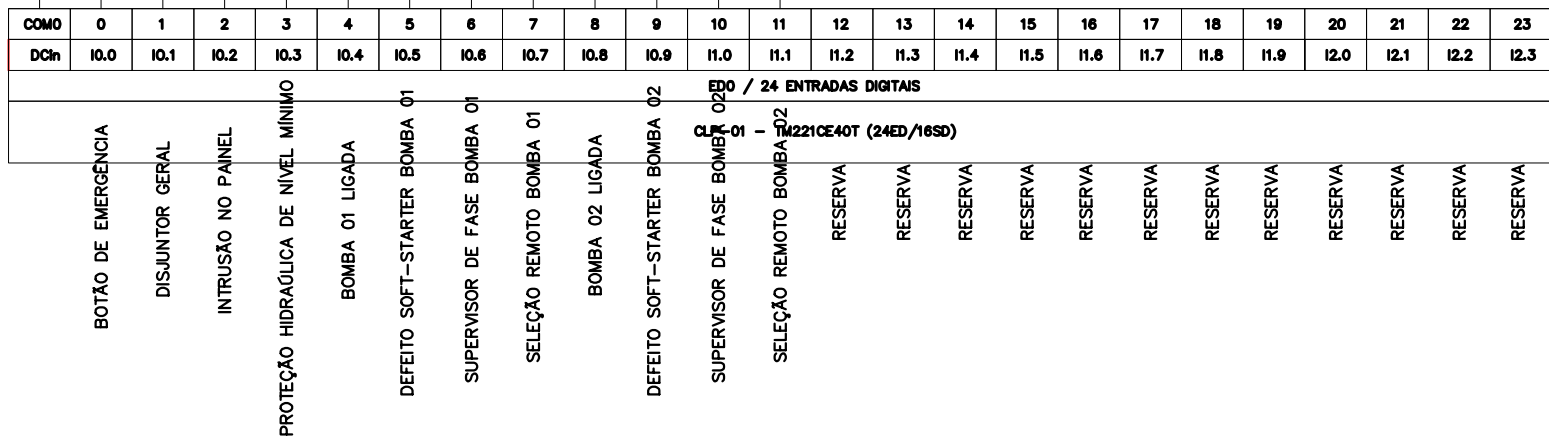 COM0 0 1 2 3 4 5 6 7 8 9 10 11 12 13 14 15 16 17 18 19 20 21 22 23
DCin I0.0 I0.1 I0.2 I0.3 I0.4 I0.5 I0.6 I0.7 I0.8 I0.9 I1.0 I1.1 I1.2 I1.3 I1.4 I1.5 I1.6 I1.7 I1.8 I1.9 I2.0 I2.1 I2.2 I2.3
ED0 / 24 ENTRADAS DIGITAIS
CLP-01 - TM221CE40T (24ED/16SD)
BOTÃO DE EMERGÊNCIA
DISJUNTOR GERAL
INTRUSÃO NO PAINEL
PROTEÇÃO HIDRAÚLICA DE NÍVEL MÍNIMO
BOMBA 01 LIGADA
DEFEITO SOFT-STARTER BOMBA 01
SUPERVISOR DE FASE BOMBA 01
SELEÇÃO REMOTO BOMBA 01
BOMBA 02 LIGADA
DEFEITO SOFT-STARTER BOMBA 02
SUPERVISOR DE FASE BOMBA 02
SELEÇÃO REMOTO BOMBA 02
RESERVA
RESERVA
RESERVA
RESERVA
RESERVA
RESERVA
RESERVA
RESERVA
RESERVA
RESERVA
RESERVA
RESERVA